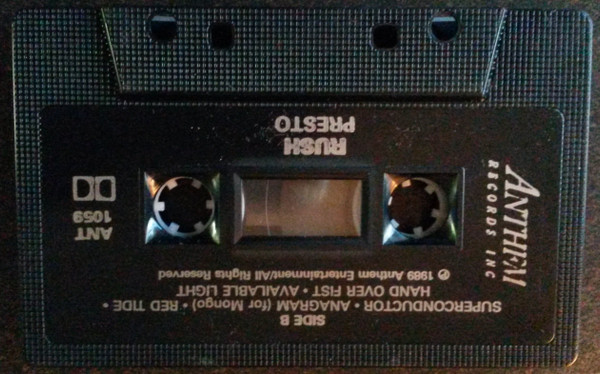 SIDE B
SUPERCONDUCTOR • ANAGRAM (for Mongo) • RED TIDE •
HAND OVER FIST • AVAILABLE LIGHT
℗ 1989 Anthem Entertainment/All Rights Reserved
ANTHEM
RECORDS INC
ANT
1059
RUSH
PRESTO